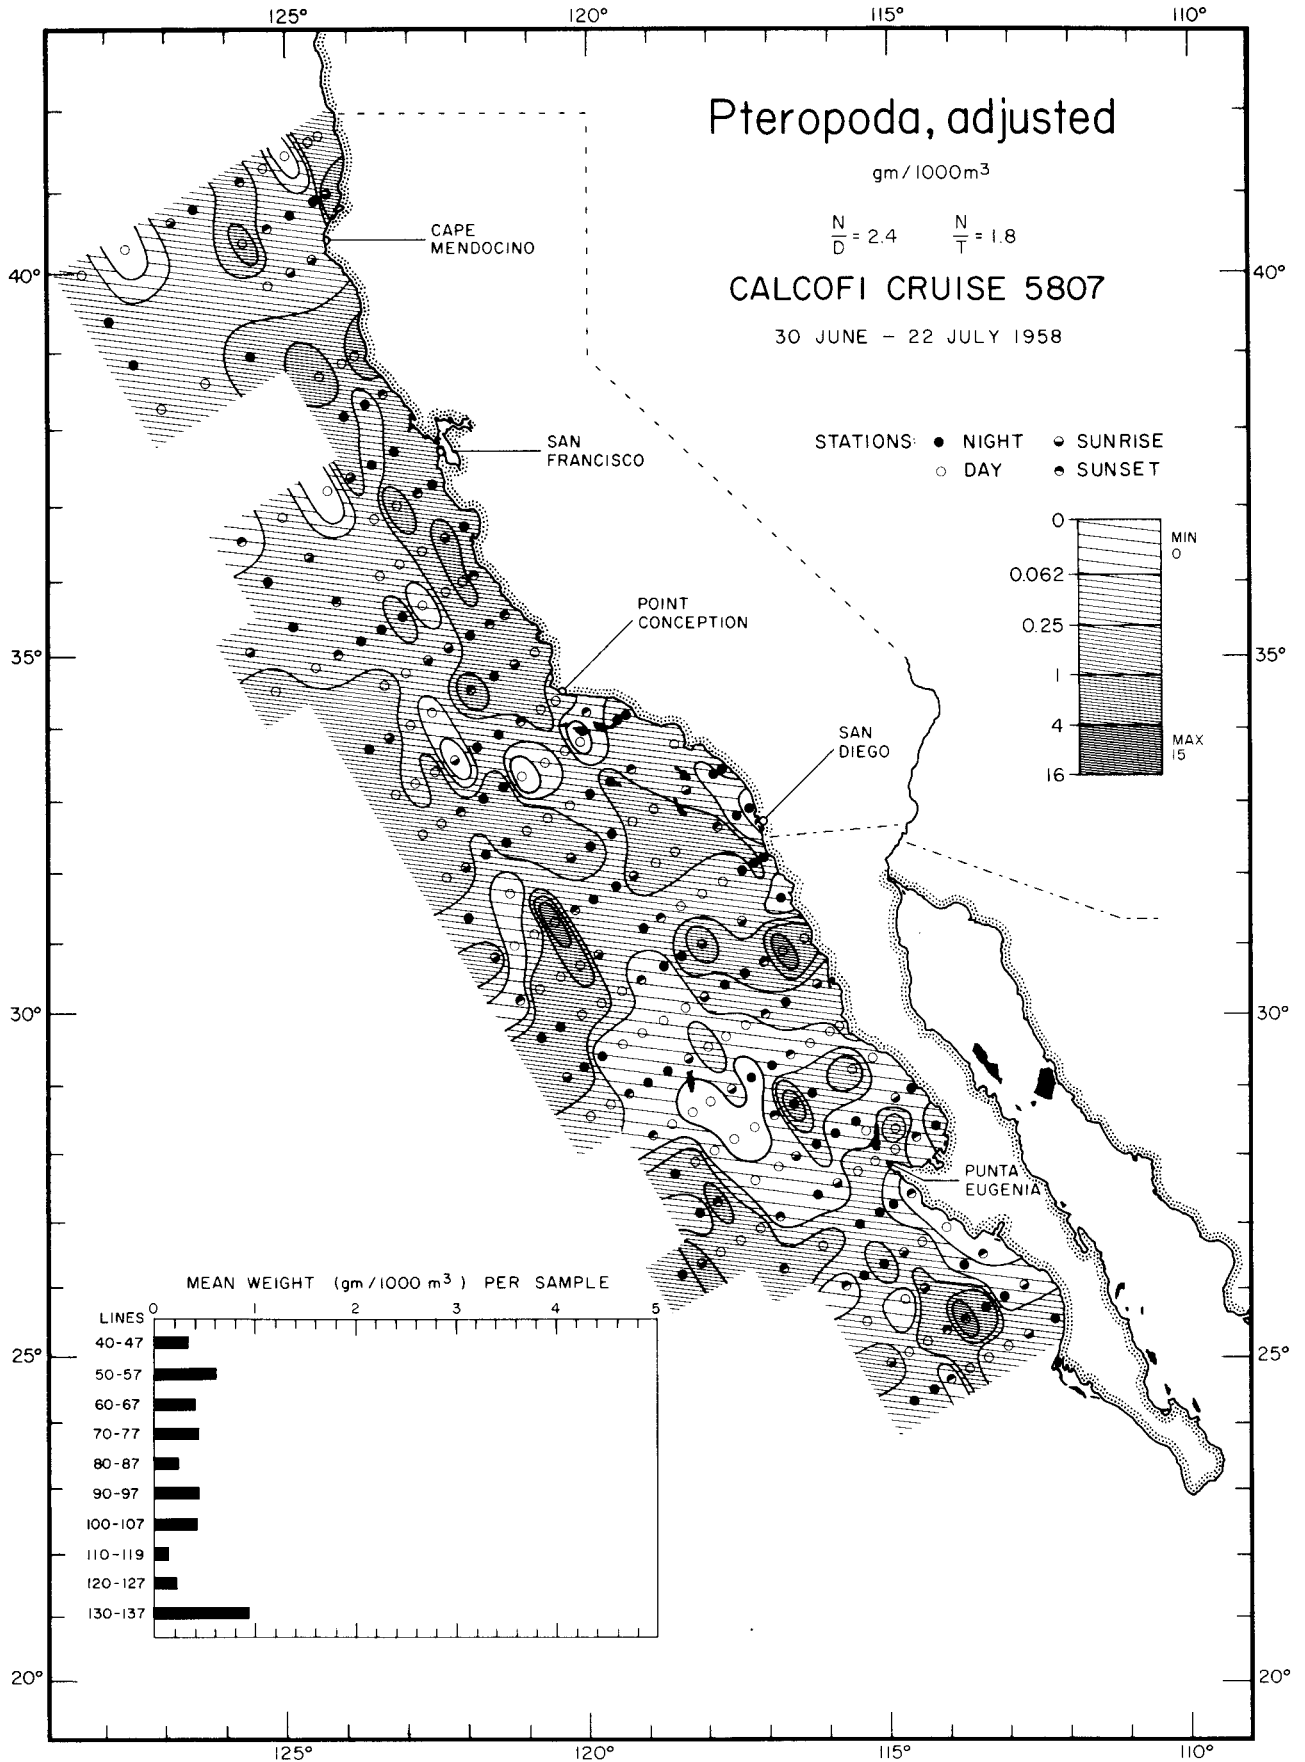 125° 120° 115° 110°
Pteropoda, adjusted
gm/1000m³
N/D = 2.4 N/T = 1.8
CALCOFI CRUISE 5807
30 JUNE – 22 JULY 1958
CAPE
MENDOCINO
40° 40°
STATIONS: ● NIGHT SUNRISE
○ DAY SUNSET
SAN
FRANCISCO
0
MIN
0
0.062
0.25
1
4
MAX
15
16
POINT
CONCEPTION
35° 35°
SAN
DIEGO
30° 30°
PUNTA
EUGENIA
MEAN WEIGHT (gm/1000 m³) PER SAMPLE
LINES 0 1 2 3 4 5
40-47
50-57
60-67
70-77
80-87
90-97
100-107
110-119
120-127
130-137
25° 25°
20° 20°
125° 120° 115° 110°